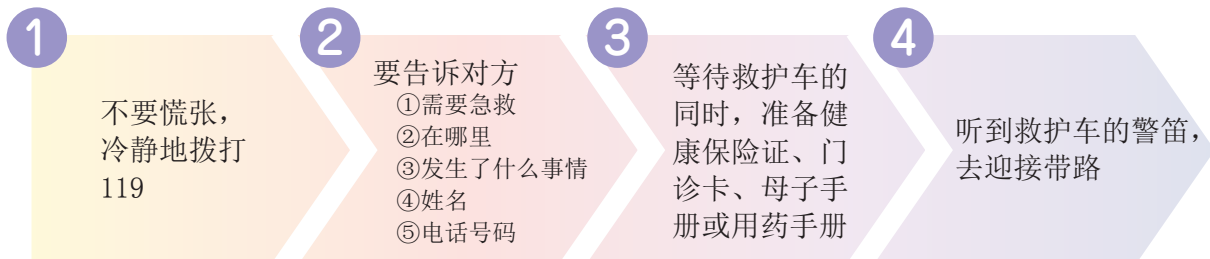 1
不要慌张，
冷静地拨打
119
2
要告诉对方
①需要急救
②在哪里
③发生了什么事情
④姓名
⑤电话号码
3
等待救护车的
同时，准备健
康保险证、门
诊卡、母子手
册或用药手册
4
听到救护车的警笛，
去迎接带路